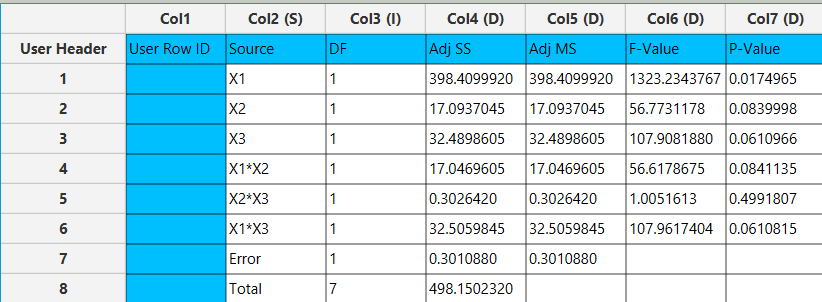 Col1 Col2 (S) Col3 (I) Col4 (D) Col5 (D) Col6 (D) Col7 (D)
User Header User Row ID Source DF Adj SS Adj MS F-Value P-Value
1 X1 1 398.4099920 398.4099920 1323.2343767 0.0174965
2 X2 1 17.0937045 17.0937045 56.7731178 0.0839998
3 X3 1 32.4898605 32.4898605 107.9081880 0.0610966
4 X1*X2 1 17.0469605 17.0469605 56.6178675 0.0841135
5 X2*X3 1 0.3026420 0.3026420 1.0051613 0.4991807
6 X1*X3 1 32.5059845 32.5059845 107.9617404 0.0610815
7 Error 1 0.3010880 0.3010880
8 Total 7 498.1502320